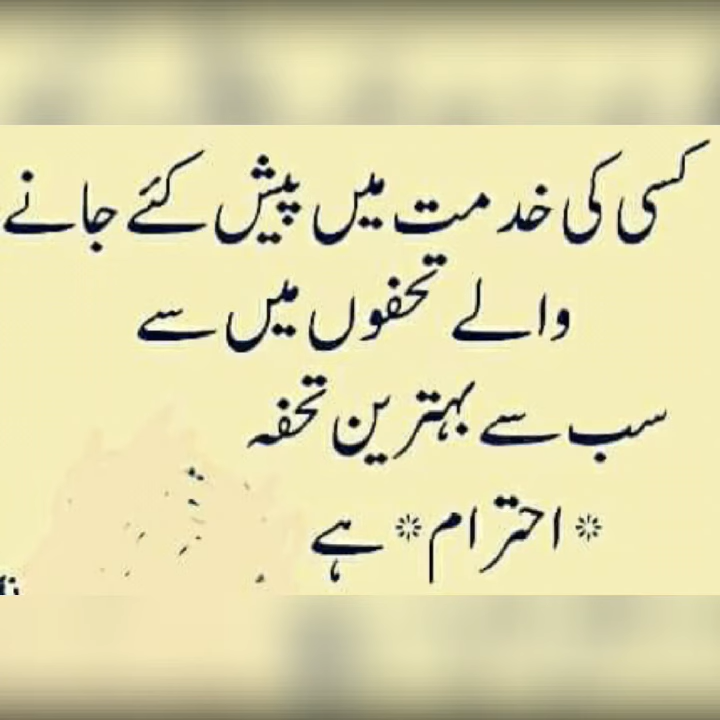 کسی کی خدمت میں پیش کئے جانے
والے تحفوں میں سے
سب سے بہترین تحفہ
*احترام* ہے